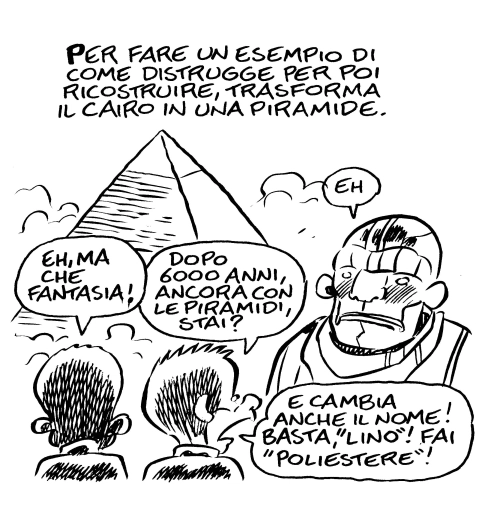 PER FARE UN ESEMPIO DI
COME DISTRUGGE PER POI
RICOSTRUIRE, TRASFORMA
IL CAIRO IN UNA PIRAMIDE.
EH
EH, MA
CHE
FANTASIA!
DOPO
6000 ANNI,
ANCORA CON
LE PIRAMIDI,
STAI?
E CAMBIA
ANCHE IL NOME!
BASTA,"LINO"! FAI
"POLIESTERE"!